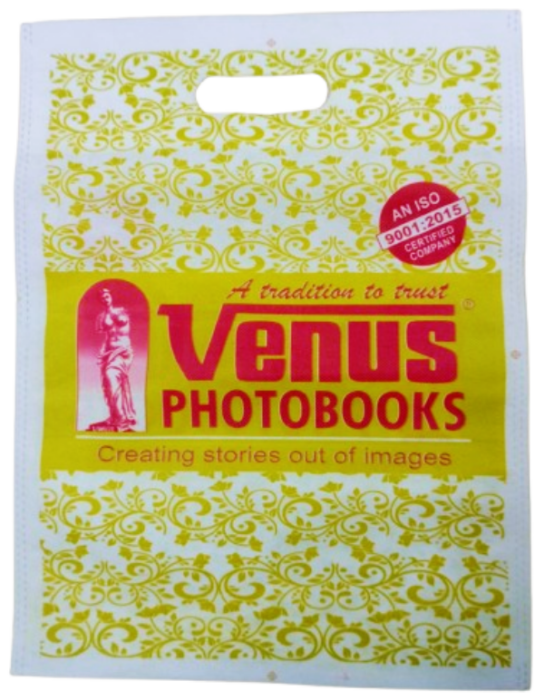 AN ISO
9001:2015
CERTIFIED
COMPANY
A tradition to trust
Venus®
PHOTOBOOKS
Creating stories out of images